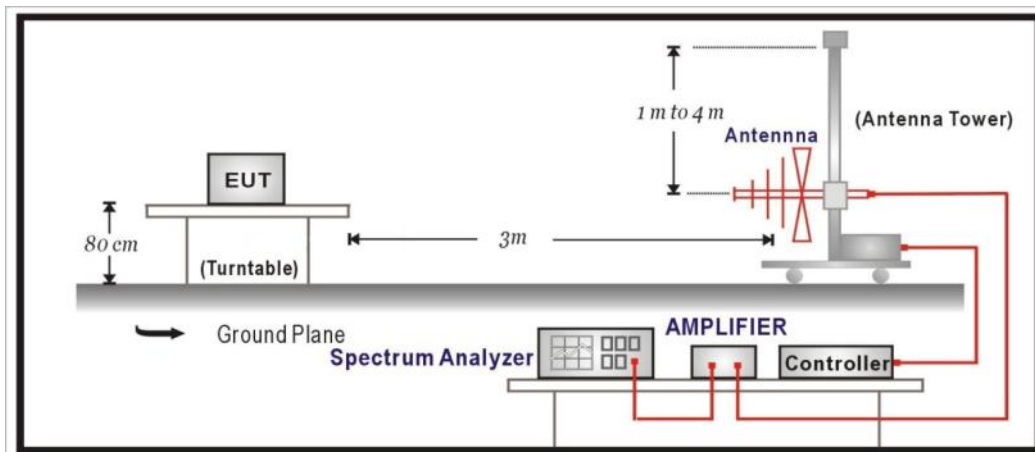 1 m to 4 m
(Antenna Tower)
Antennna
EUT
80 cm
3m
(Turntable)
Ground Plane
AMPLIFIER
Spectrum Analyzer
Controller